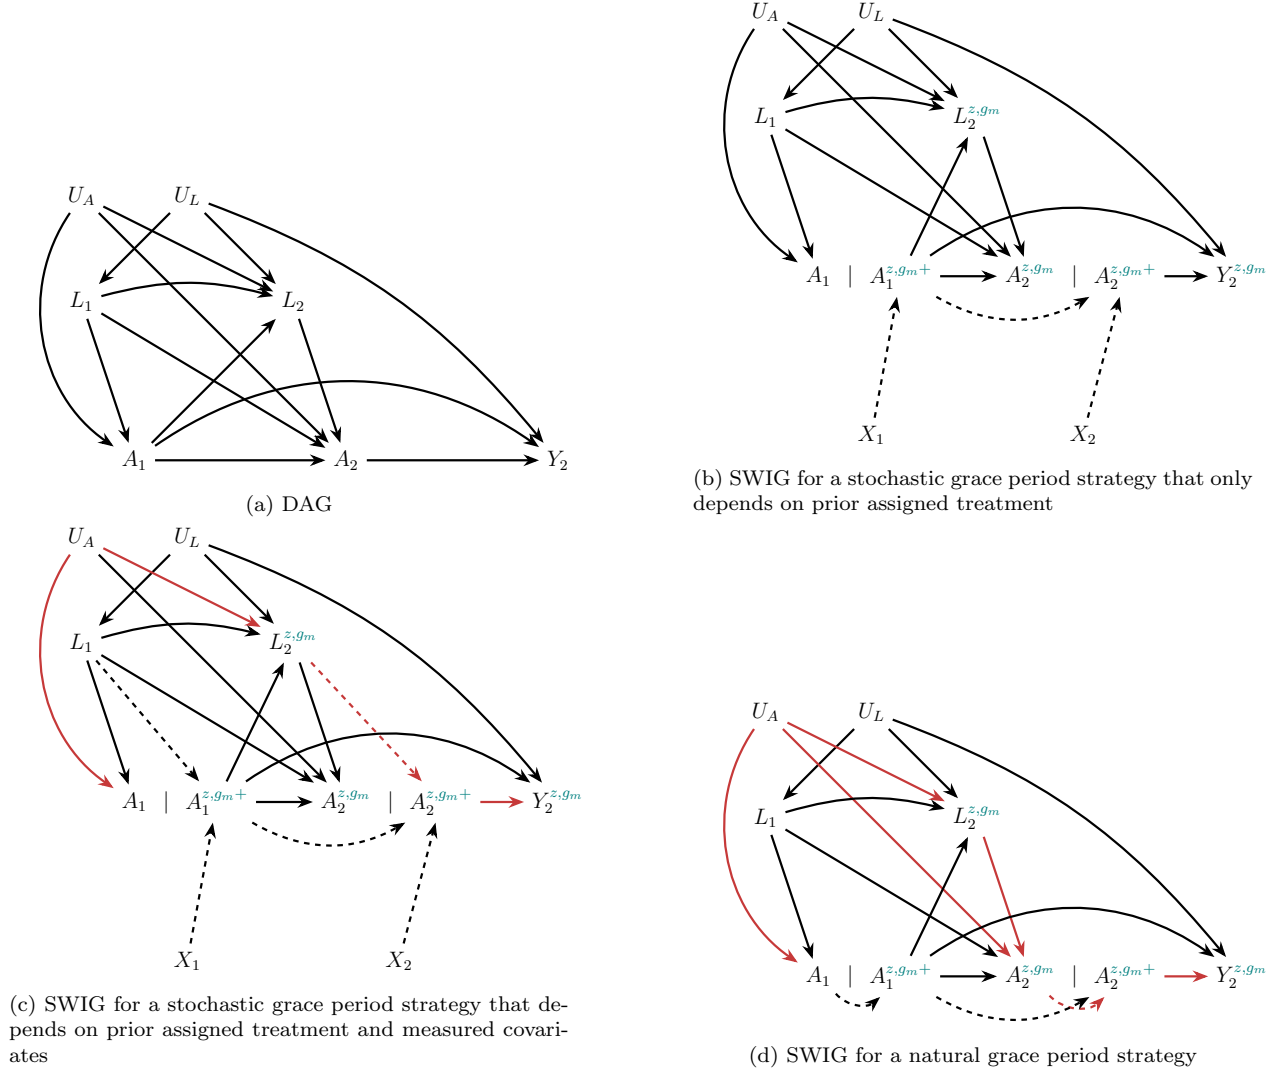 U_A U_L
L_1 L_2
A_1 A_2 Y_2
(a) DAG
U_A U_L
L_1 L_2^{z,g_m}
A_1 | A_1^{z,g_m+} A_2^{z,g_m} | A_2^{z,g_m+} Y_2^{z,g_m}
X_1 X_2
(b) SWIG for a stochastic grace period strategy that only
depends on prior assigned treatment
U_A U_L
L_1 L_2^{z,g_m}
A_1 | A_1^{z,g_m+} A_2^{z,g_m} | A_2^{z,g_m+} Y_2^{z,g_m}
X_1 X_2
(c) SWIG for a stochastic grace period strategy that de-
pends on prior assigned treatment and measured covari-
ates
U_A U_L
L_1 L_2^{z,g_m}
A_1 | A_1^{z,g_m+} A_2^{z,g_m} | A_2^{z,g_m+} Y_2^{z,g_m}
(d) SWIG for a natural grace period strategy